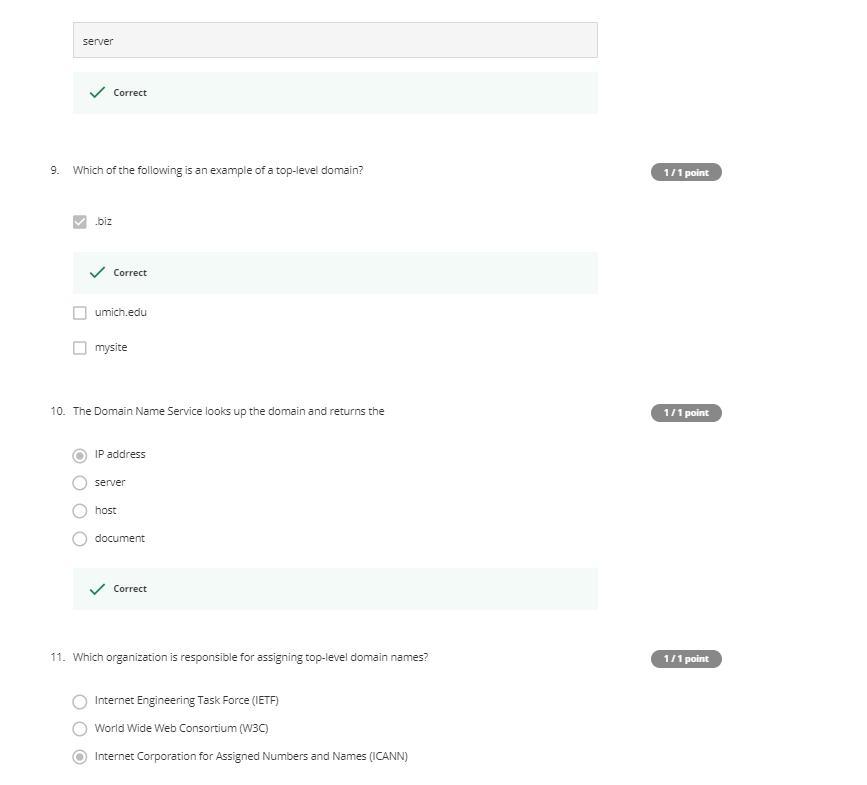 server
Correct
9. Which of the following is an example of a top-level domain?
1 / 1 point
.biz
Correct
umich.edu
mysite
10. The Domain Name Service looks up the domain and returns the
1 / 1 point
IP address
server
host
document
Correct
11. Which organization is responsible for assigning top-level domain names?
1 / 1 point
Internet Engineering Task Force (IETF)
World Wide Web Consortium (W3C)
Internet Corporation for Assigned Numbers and Names (ICANN)